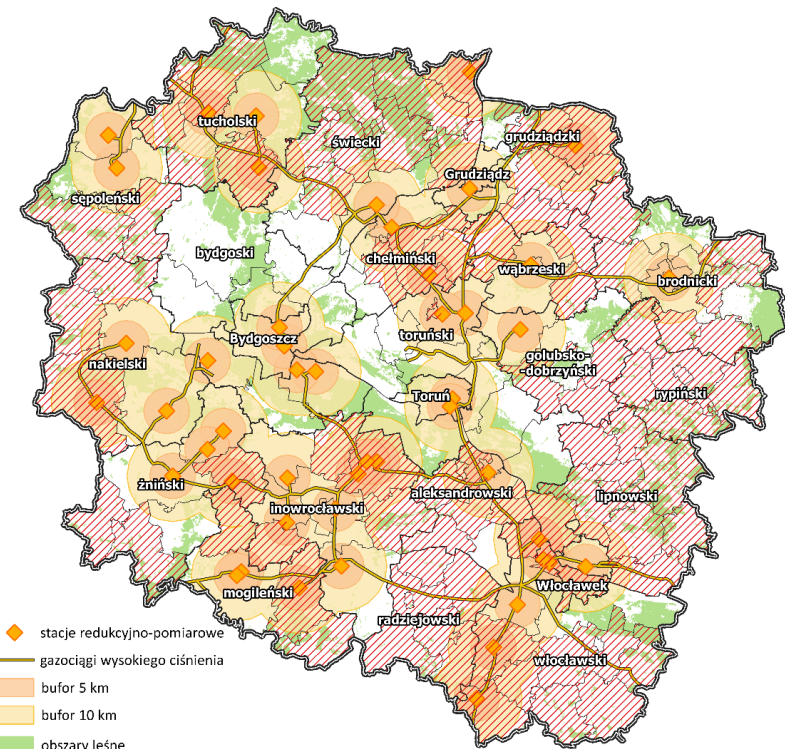 tucholski
świecki
grudziądzki
Grudziądz
sępoleński
bydgoski
chełmiński
wąbrzeski
brodnicki
Bydgoszcz
toruński
nakielski
golubsko-
-dobrzyński
Toruń
rypiński
żniński
inowrocławski
aleksandrowski
lipnowski
mogileński
Włocławek
radziejowski
włocławski
stacje redukcyjno-pomiarowe
gazociągi wysokiego ciśnienia
bufor 5 km
bufor 10 km
obszary leśne